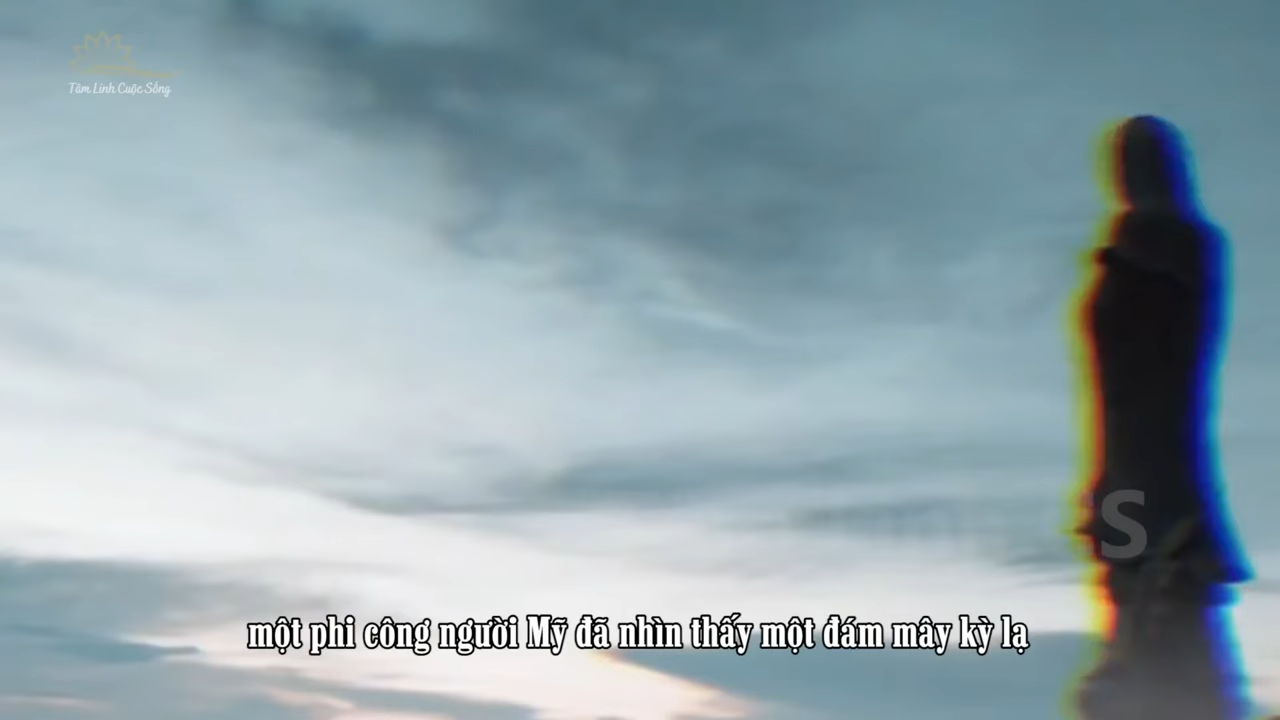 Tâm Linh Cuộc Sống
S
một phi công người Mỹ đã nhìn thấy một đám mây kỳ lạ